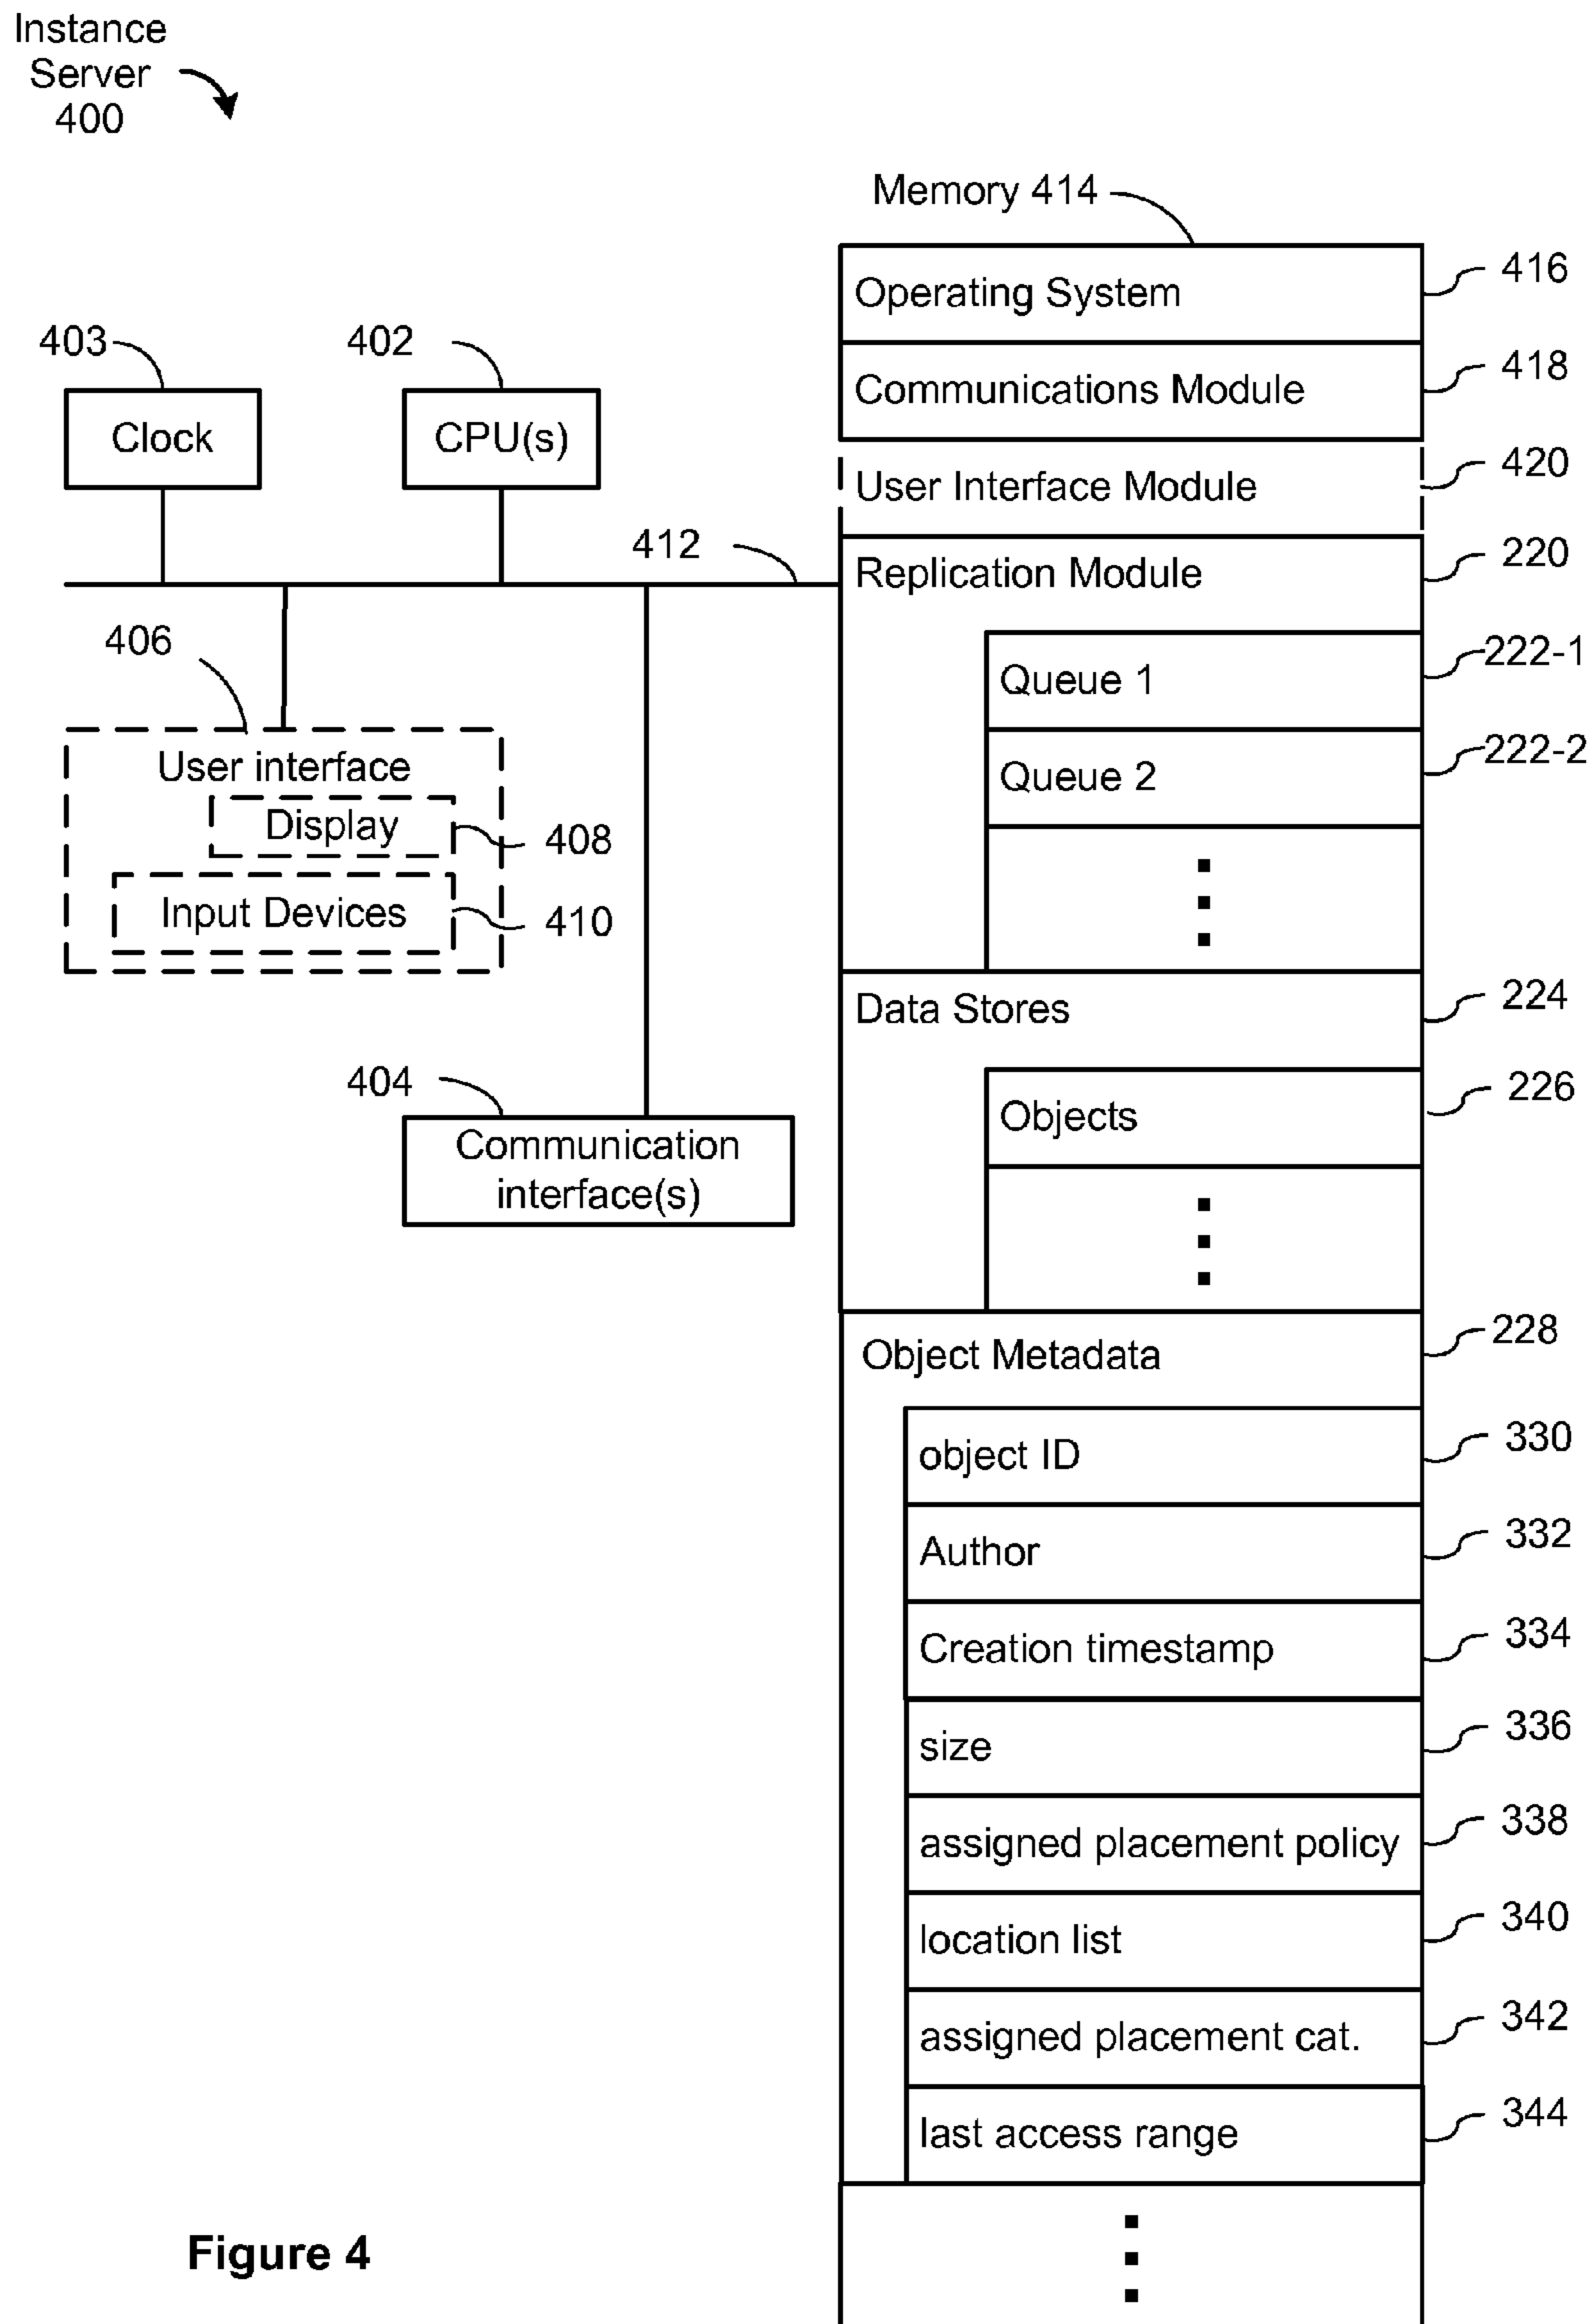 Instance
Server
400
Memory 414
Operating System
416
403
402
Communications Module
418
Clock
CPU(s)
User Interface Module
420
412
Replication Module
220
406
Queue 1
222-1
User interface
Queue 2
222-2
Display
408
Input Devices
410
Data Stores
224
404
Objects
226
Communication
interface(s)
Object Metadata
228
object ID
330
Author
332
Creation timestamp
334
size
336
assigned placement policy
338
location list
340
assigned placement cat.
342
last access range
344
Figure 4